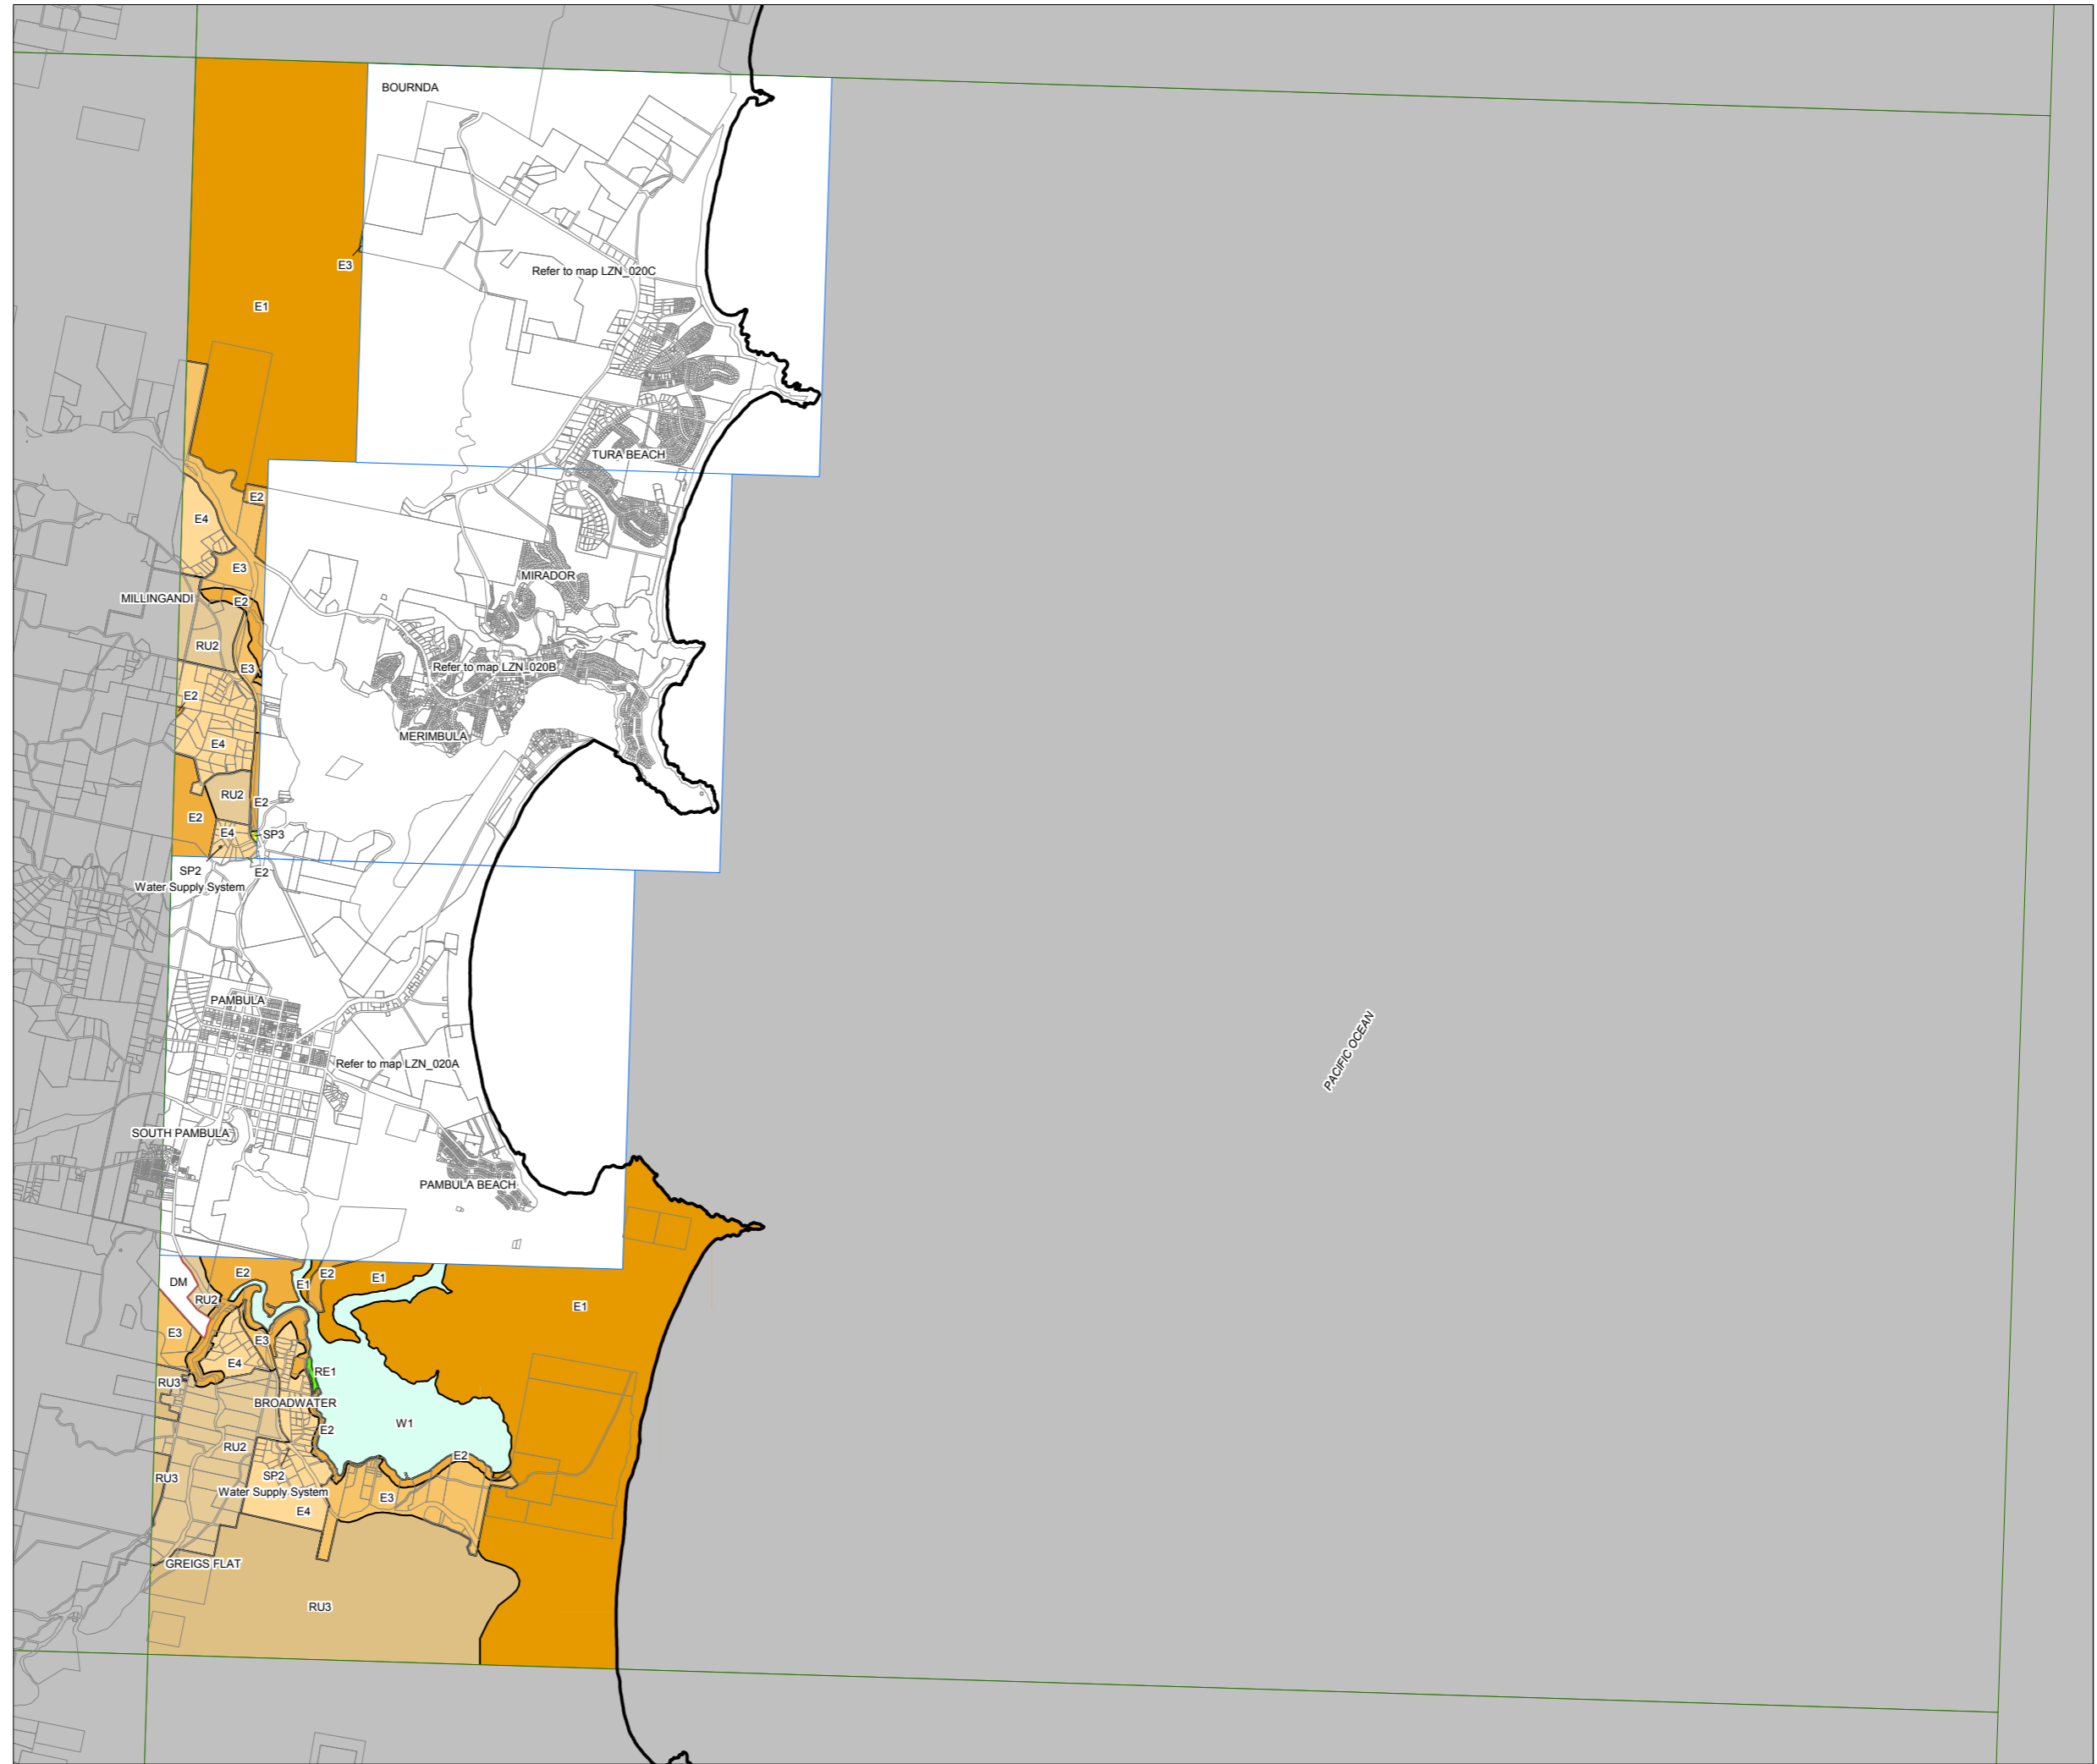 BOURNDA
E3
Refer to map LZN_020C
E1
TURA BEACH
E2
E4
E3
MIRADOR
MILLINGANDI
E2
RU2
E3
Refer to map LZN_020B
E2
MERIMBULA
E4
RU2
E2
E2
E4
SP3
SP2
Water Supply System
E2
PAMBULA
PACIFIC OCEAN
Refer to map LZN_020A
SOUTH PAMBULA
PAMBULA BEACH
E2
E2
E1
DM
E1
RU2
E1
E3
E3
E4
RE1
RU3
BROADWATER
W1
E2
RU2
E2
SP2
RU3
Water Supply System
E3
E4
GREIGS FLAT
RU3